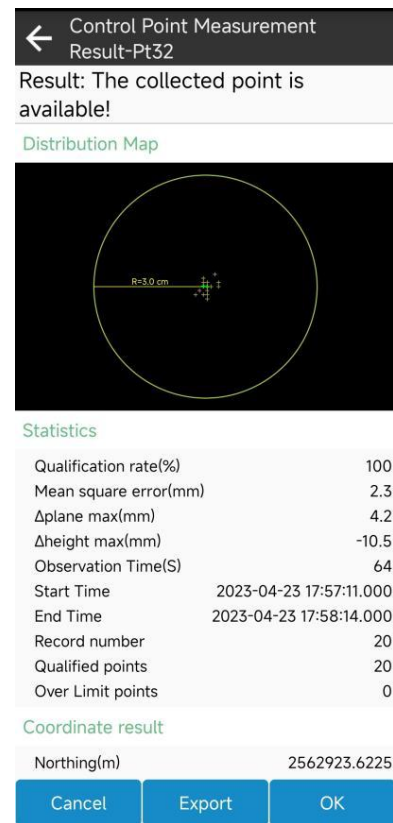 Control Point Measurement
Result-Pt32
Result: The collected point is
available!
Distribution Map
R=3.0 cm
Statistics
Qualification rate(%) 100
Mean square error(mm) 2.3
Δplane max(mm) 4.2
Δheight max(mm) -10.5
Observation Time(S) 64
Start Time 2023-04-23 17:57:11.000
End Time 2023-04-23 17:58:14.000
Record number 20
Qualified points 20
Over Limit points 0
Coordinate result
Northing(m) 2562923.6225
Cancel Export OK